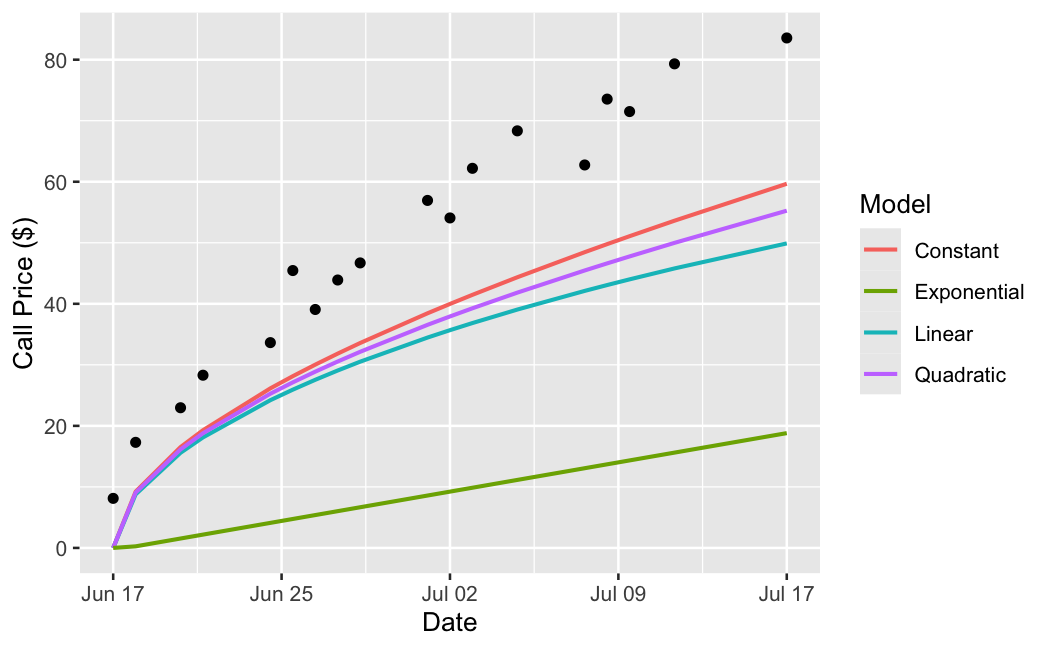 80
60
40
20
0
Call Price ($)
Jun 17
Jun 25
Jul 02
Jul 09
Jul 17
Date
Model
Constant
Exponential
Linear
Quadratic